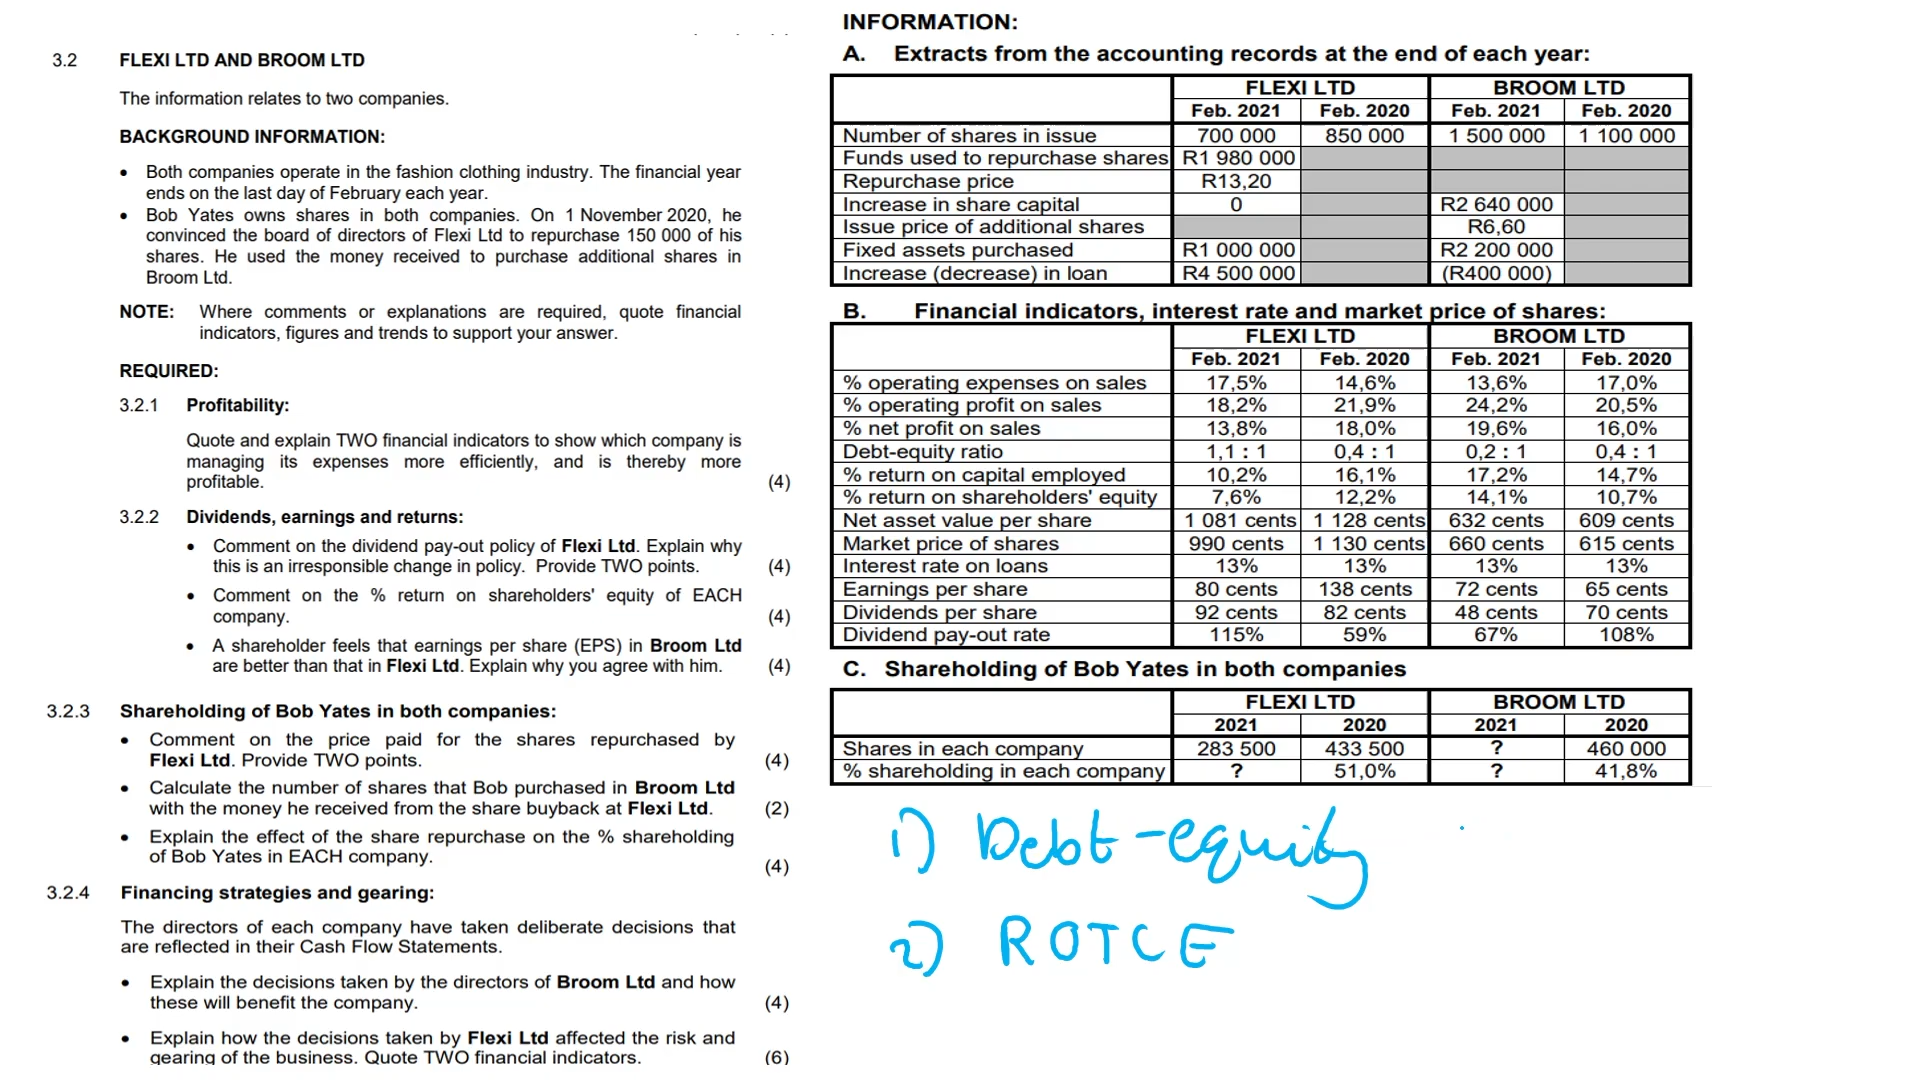 3.2 FLEXI LTD AND BROOM LTD
The information relates to two companies.
BACKGROUND INFORMATION:
• Both companies operate in the fashion clothing industry. The financial year
ends on the last day of February each year.
• Bob Yates owns shares in both companies. On 1 November 2020, he
convinced the board of directors of Flexi Ltd to repurchase 150 000 of his
shares. He used the money received to purchase additional shares in
Broom Ltd.
NOTE: Where comments or explanations are required, quote financial
indicators, figures and trends to support your answer.
REQUIRED:
3.2.1 Profitability:
Quote and explain TWO financial indicators to show which company is
managing its expenses more efficiently, and is thereby more
profitable. (4)
3.2.2 Dividends, earnings and returns:
• Comment on the dividend pay-out policy of Flexi Ltd. Explain why
this is an irresponsible change in policy. Provide TWO points. (4)
• Comment on the % return on shareholders' equity of EACH
company. (4)
• A shareholder feels that earnings per share (EPS) in Broom Ltd
are better than that in Flexi Ltd. Explain why you agree with him. (4)
3.2.3 Shareholding of Bob Yates in both companies:
• Comment on the price paid for the shares repurchased by
Flexi Ltd. Provide TWO points. (4)
• Calculate the number of shares that Bob purchased in Broom Ltd
with the money he received from the share buyback at Flexi Ltd. (2)
• Explain the effect of the share repurchase on the % shareholding
of Bob Yates in EACH company. (4)
3.2.4 Financing strategies and gearing:
The directors of each company have taken deliberate decisions that
are reflected in their Cash Flow Statements.
• Explain the decisions taken by the directors of Broom Ltd and how
these will benefit the company. (4)
• Explain how the decisions taken by Flexi Ltd affected the risk and
gearing of the business. Quote TWO financial indicators. (6)
INFORMATION:
A. Extracts from the accounting records at the end of each year:
FLEXI LTD BROOM LTD
Feb. 2021 Feb. 2020 Feb. 2021 Feb. 2020
Number of shares in issue 700 000 850 000 1 500 000 1 100 000
Funds used to repurchase shares R1 980 000
Repurchase price R13,20
Increase in share capital 0 R2 640 000
Issue price of additional shares R6,60
Fixed assets purchased R1 000 000 R2 200 000
Increase (decrease) in loan R4 500 000 (R400 000)
B. Financial indicators, interest rate and market price of shares:
FLEXI LTD BROOM LTD
Feb. 2021 Feb. 2020 Feb. 2021 Feb. 2020
% operating expenses on sales 17,5% 14,6% 13,6% 17,0%
% operating profit on sales 18,2% 21,9% 24,2% 20,5%
% net profit on sales 13,8% 18,0% 19,6% 16,0%
Debt-equity ratio 1,1 : 1 0,4 : 1 0,2 : 1 0,4 : 1
% return on capital employed 10,2% 16,1% 17,2% 14,7%
% return on shareholders' equity 7,6% 12,2% 14,1% 10,7%
Net asset value per share 1 081 cents 1 128 cents 632 cents 609 cents
Market price of shares 990 cents 1 130 cents 660 cents 615 cents
Interest rate on loans 13% 13% 13% 13%
Earnings per share 80 cents 138 cents 72 cents 65 cents
Dividends per share 92 cents 82 cents 48 cents 70 cents
Dividend pay-out rate 115% 59% 67% 108%
C. Shareholding of Bob Yates in both companies
FLEXI LTD BROOM LTD
2021 2020 2021 2020
Shares in each company 283 500 433 500 ? 460 000
% shareholding in each company ? 51,0% ? 41,8%
1) Debt-equity
2) ROTCE